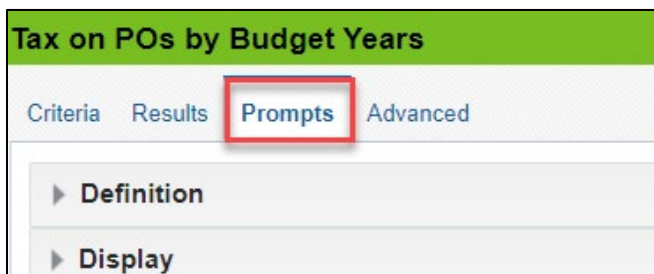 Tax on POs by Budget Years
Criteria Results Prompts Advanced
Definition
Display